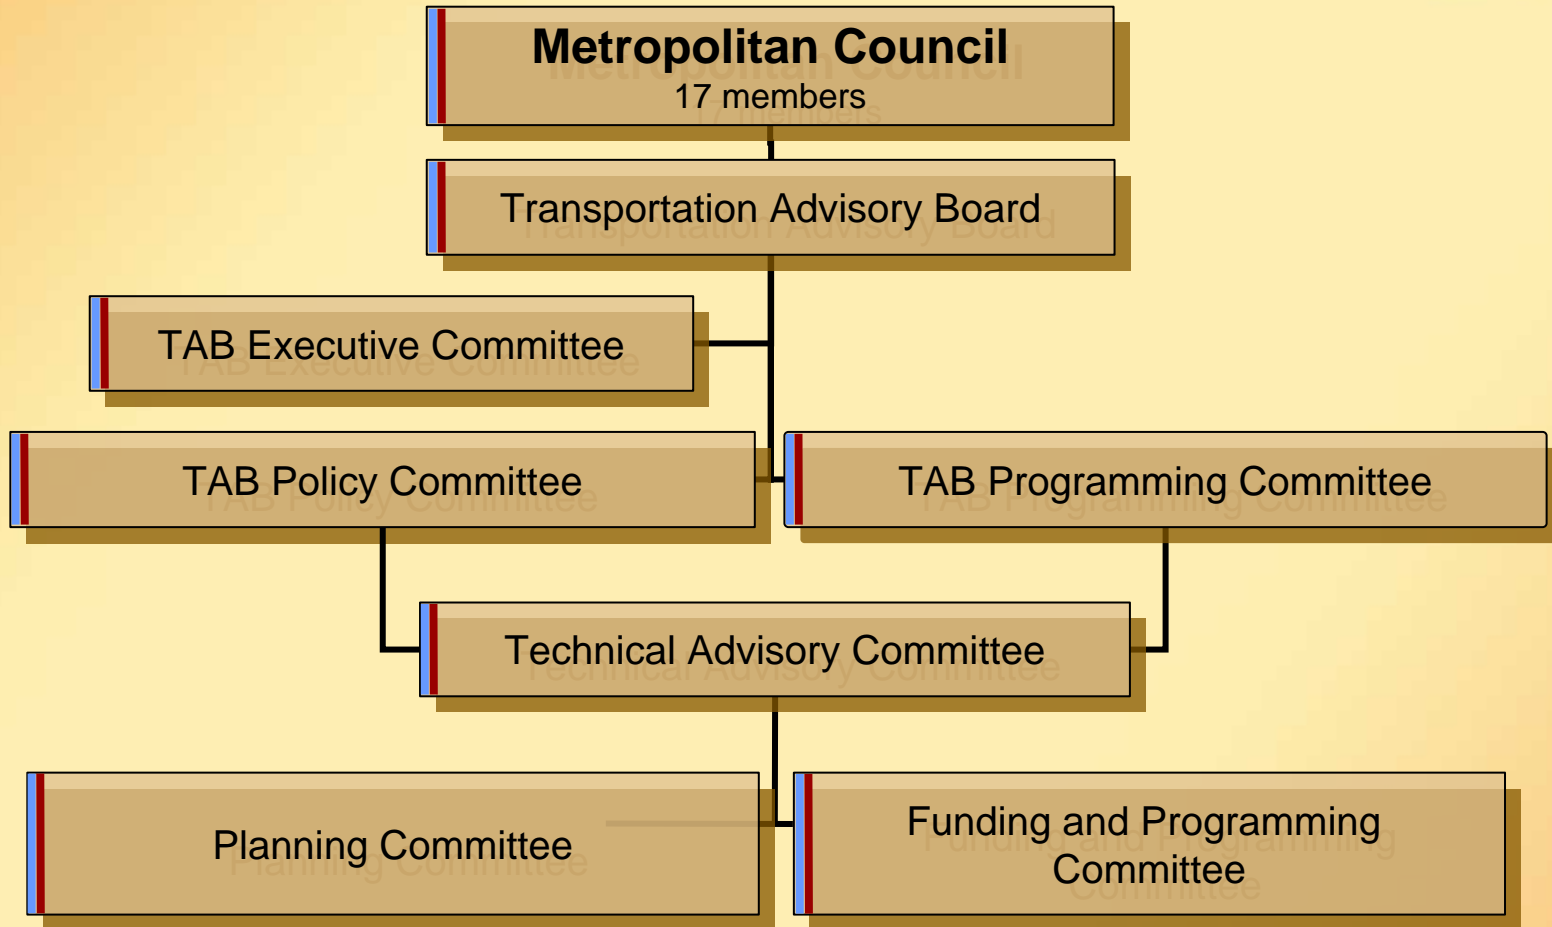 Metropolitan Council
17 members
Transportation Advisory Board
TAB Executive Committee
TAB Policy Committee
TAB Programming Committee
Technical Advisory Committee
Planning Committee
Funding and Programming
Committee